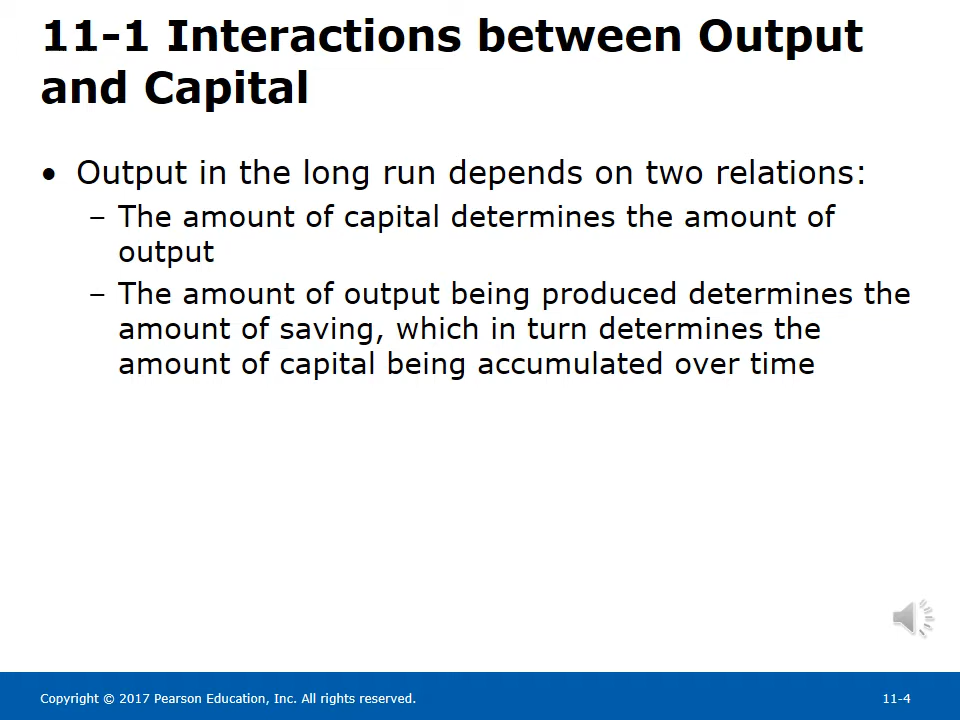 11-1 Interactions between Output
and Capital
• Output in the long run depends on two relations:
– The amount of capital determines the amount of
output
– The amount of output being produced determines the
amount of saving, which in turn determines the
amount of capital being accumulated over time
Copyright © 2017 Pearson Education, Inc. All rights reserved.
11-4